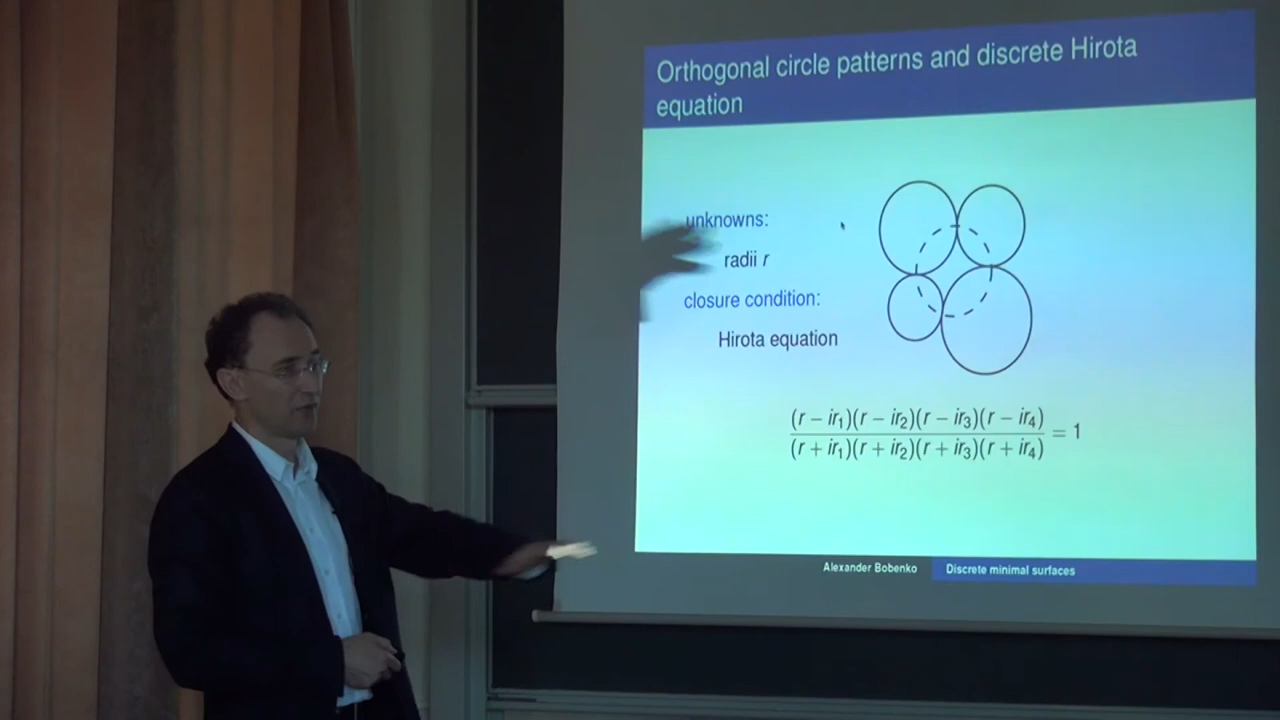 Orthogonal circle patterns and discrete Hirota
equation
unknowns:
radii r
closure condition:
Hirota equation
(r − ir₁)(r − ir₂)(r − ir₃)(r − ir₄)
(r + ir₁)(r + ir₂)(r + ir₃)(r + ir₄)
= 1
Alexander Bobenko
Discrete minimal surfaces